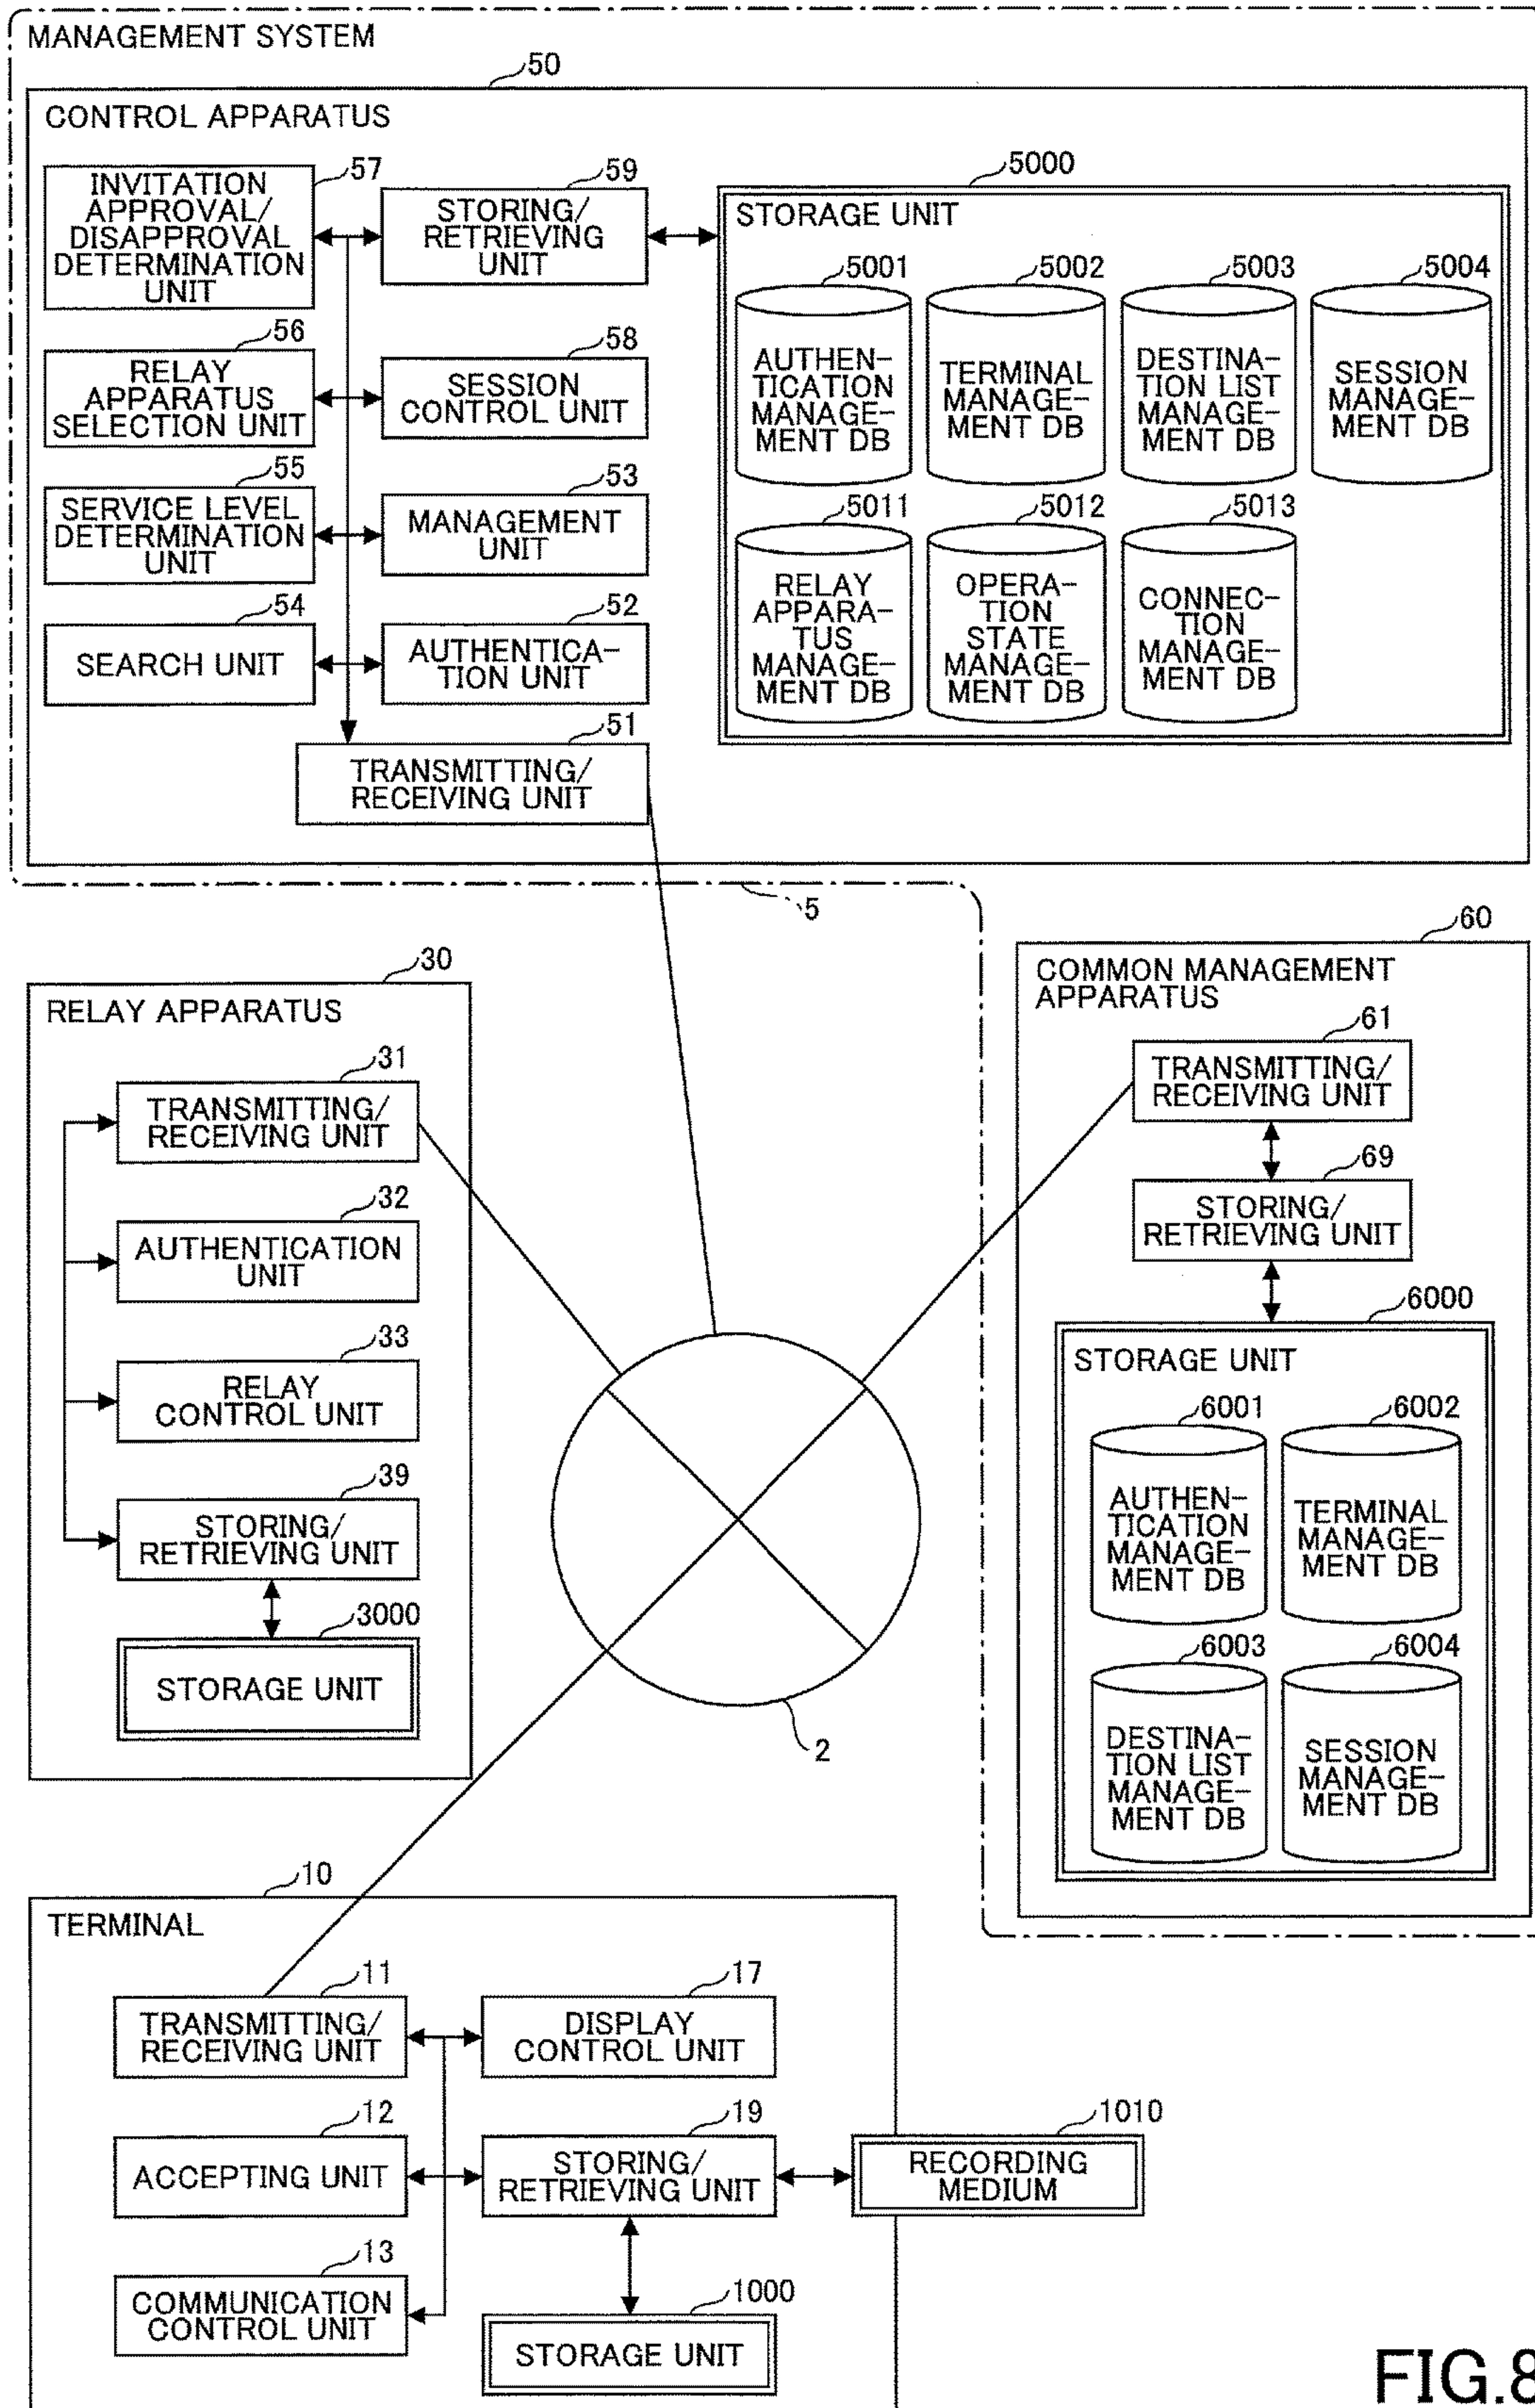 MANAGEMENT SYSTEM
50
CONTROL APPARATUS
57
INVITATION
APPROVAL/
DISAPPROVAL
DETERMINATION
UNIT
59
STORING/
RETRIEVING
UNIT
56
RELAY
APPARATUS
SELECTION UNIT
58
SESSION
CONTROL UNIT
55
SERVICE LEVEL
DETERMINATION
UNIT
53
MANAGEMENT
UNIT
54
SEARCH UNIT
52
AUTHENTICA-
TION UNIT
51
TRANSMITTING/
RECEIVING UNIT
5000
STORAGE UNIT
5001
AUTHEN-
TICATION
MANAGE-
MENT DB
5002
TERMINAL
MANAGE-
MENT DB
5003
DESTINA-
TION LIST
MANAGE-
MENT DB
5004
SESSION
MANAGE-
MENT DB
5011
RELAY
APPARA-
TUS
MANAGE-
MENT DB
5012
OPERA-
TION
STATE
MANAGE-
MENT DB
5013
CONNEC-
TION
MANAGE-
MENT DB
5
30
RELAY APPARATUS
31
TRANSMITTING/
RECEIVING UNIT
32
AUTHENTICATION
UNIT
33
RELAY
CONTROL UNIT
39
STORING/
RETRIEVING UNIT
3000
STORAGE UNIT
2
60
COMMON MANAGEMENT
APPARATUS
61
TRANSMITTING/
RECEIVING UNIT
69
STORING/
RETRIEVING UNIT
6000
STORAGE UNIT
6001
AUTHEN-
TICATION
MANAGE-
MENT DB
6002
TERMINAL
MANAGE-
MENT DB
6003
DESTINA-
TION LIST
MANAGE-
MENT DB
6004
SESSION
MANAGE-
MENT DB
10
TERMINAL
11
TRANSMITTING/
RECEIVING UNIT
17
DISPLAY
CONTROL UNIT
12
ACCEPTING UNIT
19
STORING/
RETRIEVING UNIT
1010
RECORDING
MEDIUM
13
COMMUNICATION
CONTROL UNIT
1000
STORAGE UNIT
FIG.8